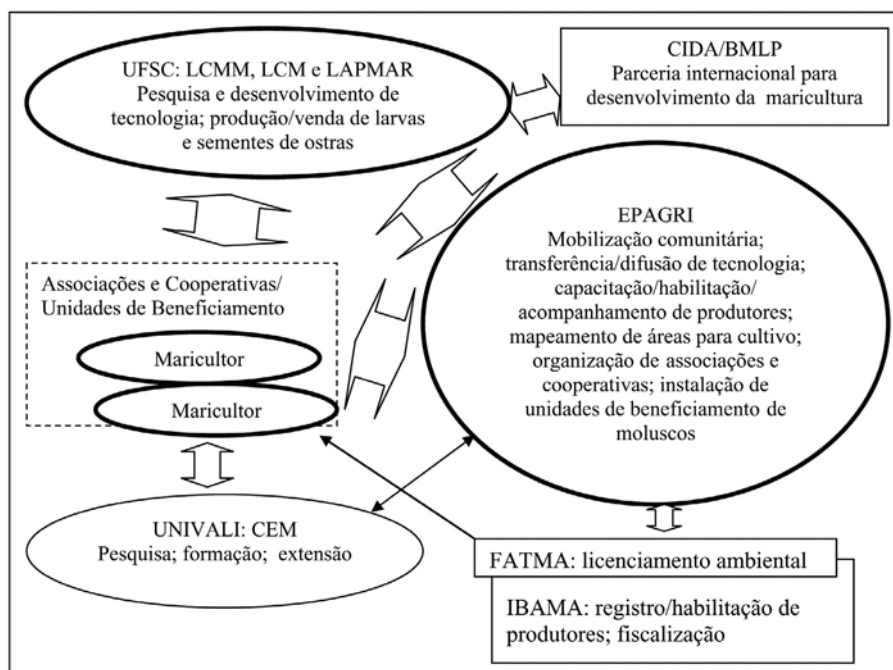 UFSC: LCMM, LCM e LAPMAR
Pesquisa e desenvolvimento de
tecnologia; produção/venda de larvas
e sementes de ostras
CIDA/BMLP
Parceria internacional para
desenvolvimento da maricultura
EPAGRI
Mobilização comunitária;
transferência/difusão de tecnologia;
capacitação/habilitação/
acompanhamento de produtores;
mapeamento de áreas para cultivo;
organização de associações e
cooperativas; instalação de
unidades de beneficiamento de
moluscos
Associações e Cooperativas/
Unidades de Beneficiamento
Maricultor
Maricultor
UNIVALI: CEM
Pesquisa; formação; extensão
FATMA: licenciamento ambiental
IBAMA: registro/habilitação de
produtores; fiscalização